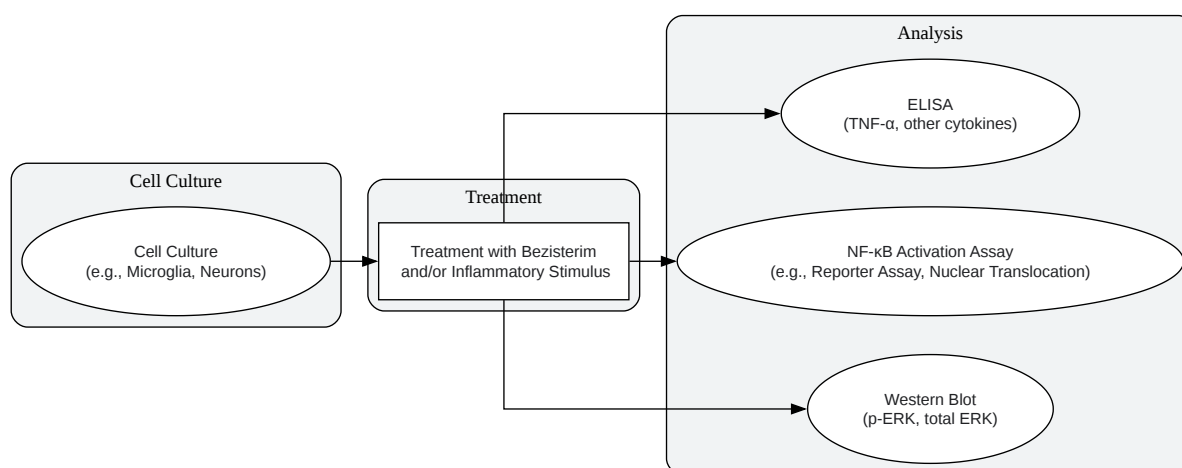 Cell Culture
Cell Culture
(e.g., Microglia, Neurons)
Treatment
Treatment with Bezisterim
and/or Inflammatory Stimulus
Analysis
ELISA
(TNF-α, other cytokines)
NF-κB Activation Assay
(e.g., Reporter Assay, Nuclear Translocation)
Western Blot
(p-ERK, total ERK)